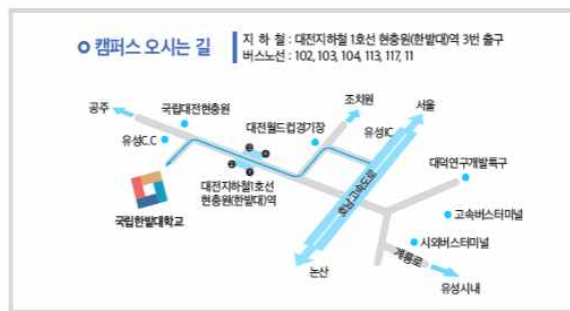 캠퍼스 오시는 길
지 하 철 : 대전지하철 1호선 현충원(한밭대)역 3번 출구
버스노선 : 102, 103, 104, 113, 117, 11
공주
국립대전현충원
유성C.C
대전월드컵경기장
조치원
유성IC
서울
대덕연구개발특구
대전지하철1호선
현충원(한밭대)역
국립한밭대학교
호남고속도로
고속버스터미널
시외버스터미널
계룡로
논산
유성시내